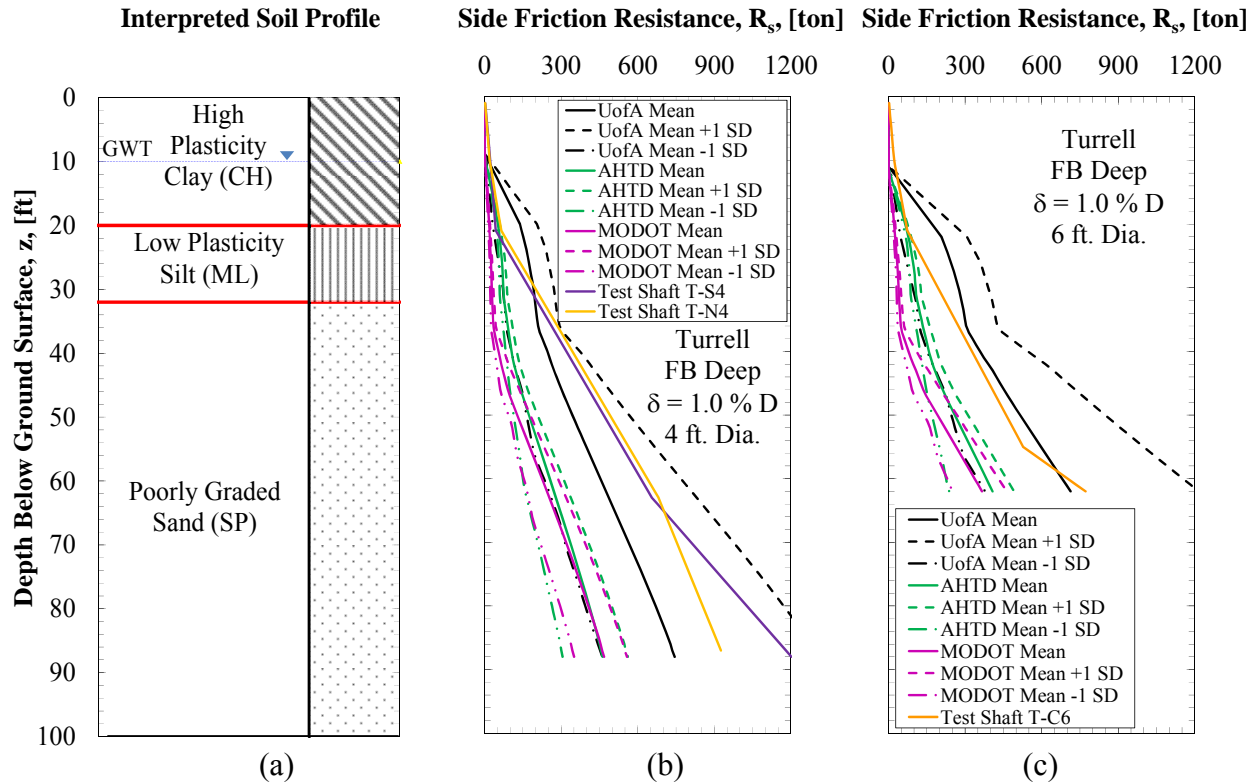 Interpreted Soil Profile
Side Friction Resistance, Rs, [ton]
Side Friction Resistance, Rs, [ton]
0 300 600 900 1200
0 300 600 900 1200
Depth Below Ground Surface, z, [ft]
0
10
20
30
40
50
60
70
80
90
100
High
Plasticity
Clay (CH)
GWT
Low Plasticity
Silt (ML)
Poorly Graded
Sand (SP)
UofA Mean
UofA Mean +1 SD
UofA Mean -1 SD
AHTD Mean
AHTD Mean +1 SD
AHTD Mean -1 SD
MODOT Mean
MODOT Mean +1 SD
MODOT Mean -1 SD
Test Shaft T-S4
Test Shaft T-N4
Turrell
FB Deep
δ = 1.0 % D
4 ft. Dia.
Turrell
FB Deep
δ = 1.0 % D
6 ft. Dia.
UofA Mean
UofA Mean +1 SD
UofA Mean -1 SD
AHTD Mean
AHTD Mean +1 SD
AHTD Mean -1 SD
MODOT Mean
MODOT Mean +1 SD
MODOT Mean -1 SD
Test Shaft T-C6
(a)
(b)
(c)